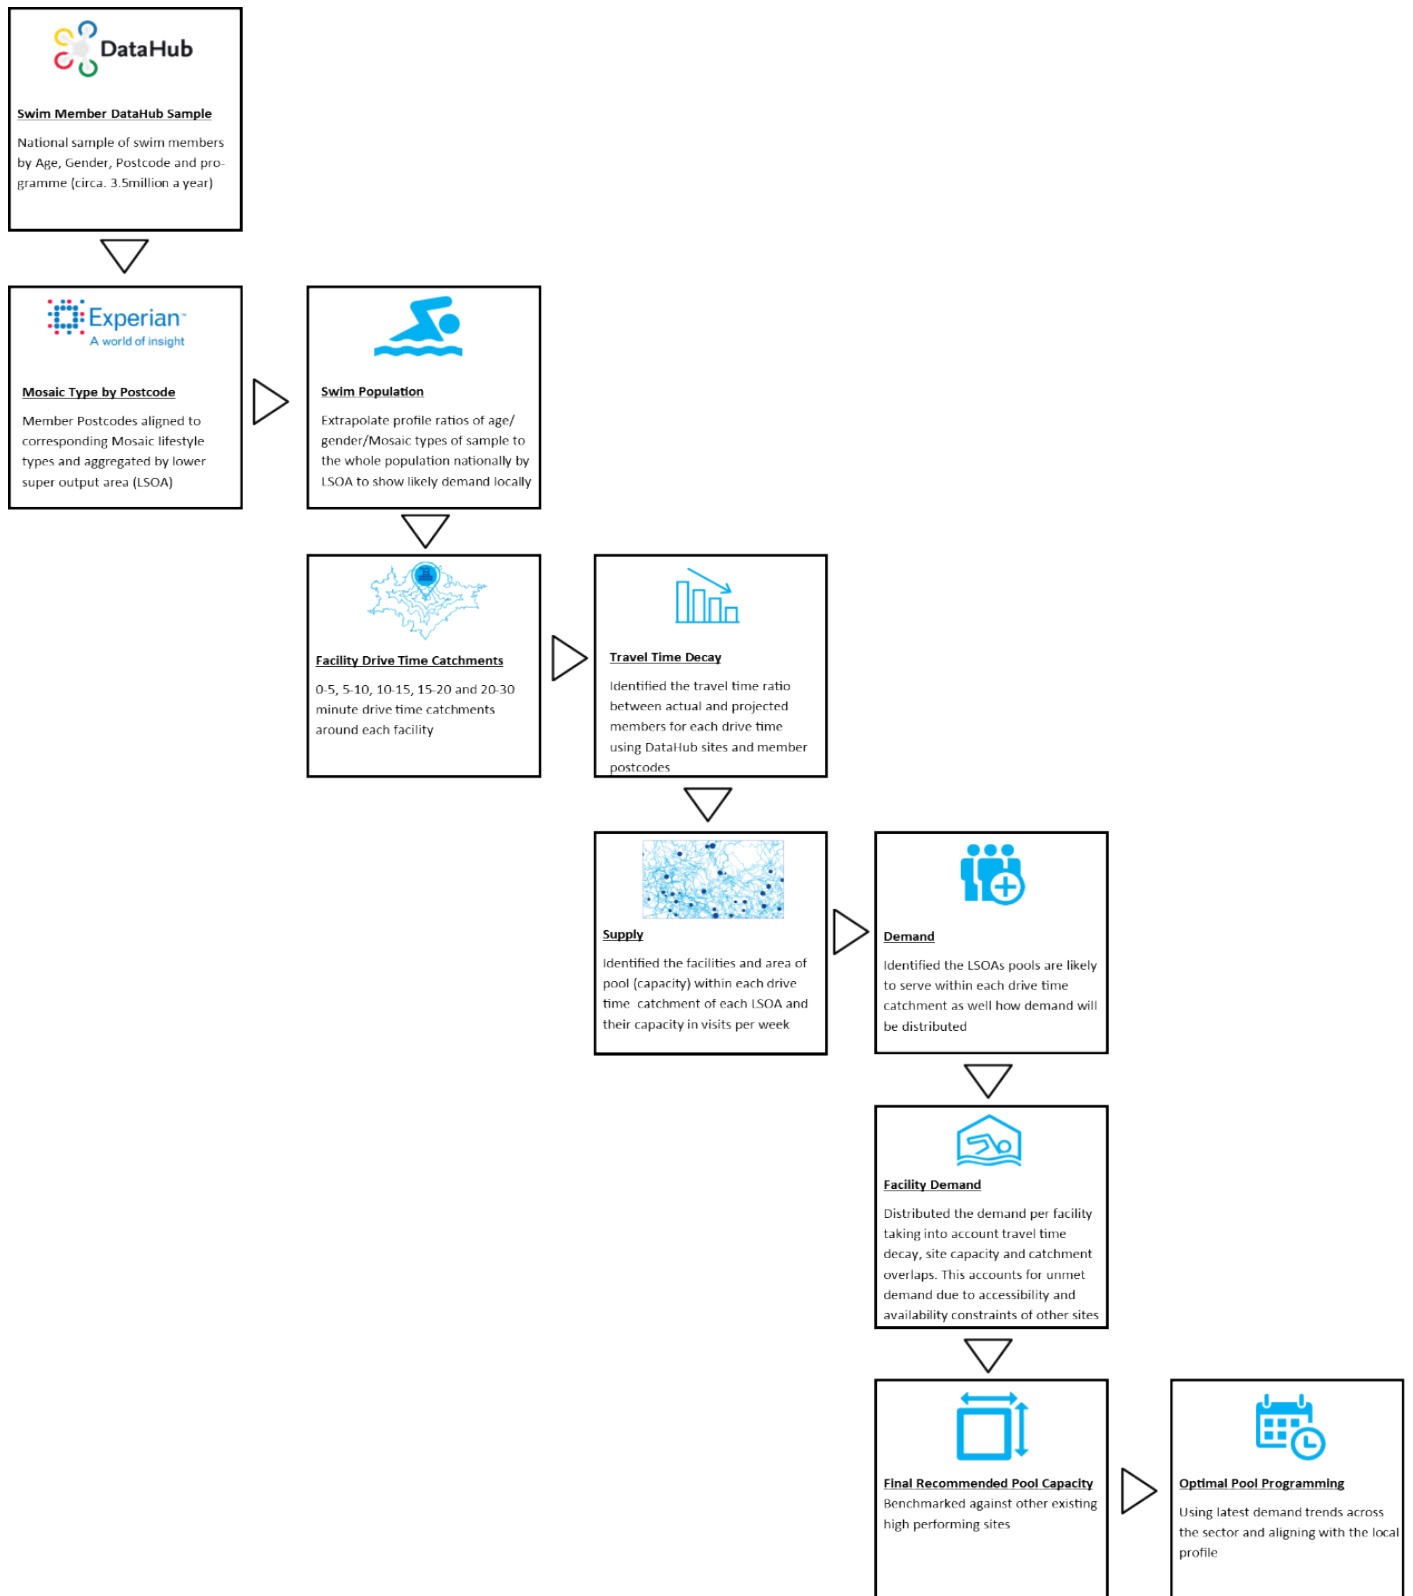 DataHub
Swim Member DataHub Sample
National sample of swim members
by Age, Gender, Postcode and pro-
gramme (circa. 3.5million a year)
Experian™
A world of insight
Mosaic Type by Postcode
Member Postcodes aligned to
corresponding Mosaic lifestyle
types and aggregated by lower
super output area (LSOA)
Swim Population
Extrapolate profile ratios of age/
gender/Mosaic types of sample to
the whole population nationally by
LSOA to show likely demand locally
Facility Drive Time Catchments
0-5, 5-10, 10-15, 15-20 and 20-30
minute drive time catchments
around each facility
Travel Time Decay
Identified the travel time ratio
between actual and projected
members for each drive time
using DataHub sites and member
postcodes
Supply
Identified the facilities and area of
pool (capacity) within each drive
time catchment of each LSOA and
their capacity in visits per week
Demand
Identified the LSOAs pools are likely
to serve within each drive time
catchment as well how demand will
be distributed
Facility Demand
Distributed the demand per facility
taking into account travel time
decay, site capacity and catchment
overlaps. This accounts for unmet
demand due to accessibility and
availability constraints of other sites
Final Recommended Pool Capacity
Benchmarked against other existing
high performing sites
Optimal Pool Programming
Using latest demand trends across
the sector and aligning with the local
profile